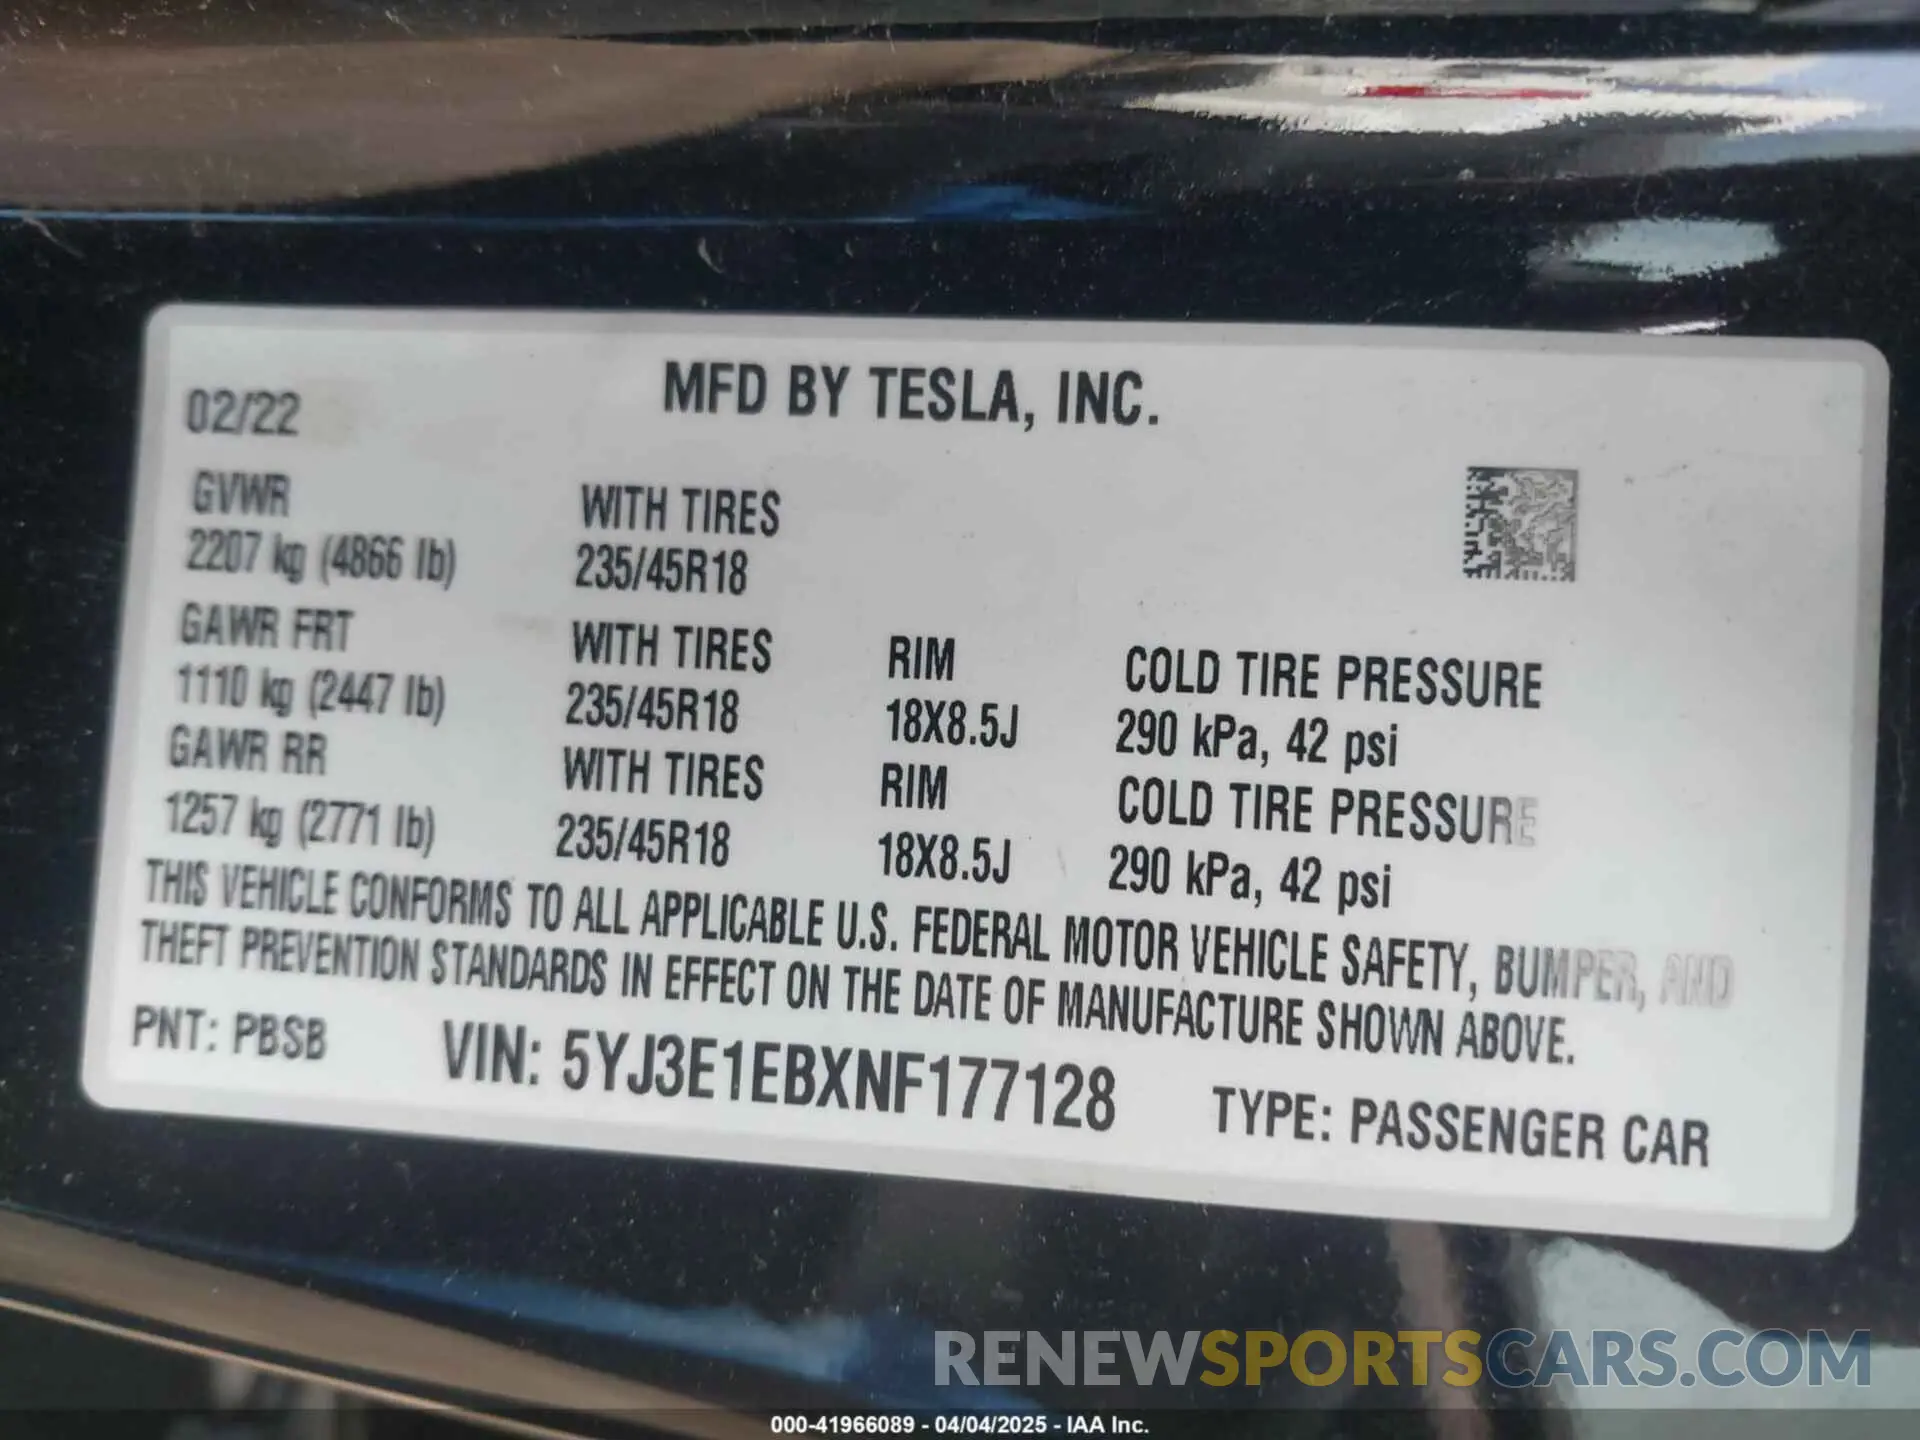 MFD BY TESLA, INC.
02/22
GVWR WITH TIRES
2207 kg (4866 lb) 235/45R18
GAWR FRT WITH TIRES RIM COLD TIRE PRESSURE
1110 kg (2447 lb) 235/45R18 18X8.5J 290 kPa, 42 psi
GAWR RR WITH TIRES RIM COLD TIRE PRESSURE
1257 kg (2771 lb) 235/45R18 18X8.5J 290 kPa, 42 psi
THIS VEHICLE CONFORMS TO ALL APPLICABLE U.S. FEDERAL MOTOR VEHICLE SAFETY, BUMPER, AND
THEFT PREVENTION STANDARDS IN EFFECT ON THE DATE OF MANUFACTURE SHOWN ABOVE.
PNT: PBSB VIN: 5YJ3E1EBXNF177128 TYPE: PASSENGER CAR
RENEWSPORTSCARS.COM
000-41966089 - 04/04/2025 - IAA Inc.